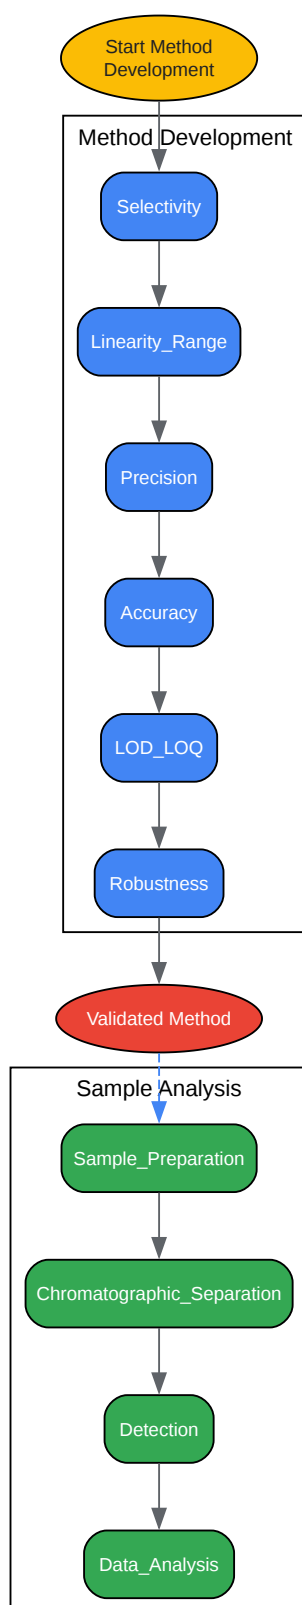 Start Method
Development
Method Development
Selectivity
Linearity_Range
Precision
Accuracy
LOD_LOQ
Robustness
Validated Method
Sample Analysis
Sample_Preparation
Chromatographic_Separation
Detection
Data_Analysis